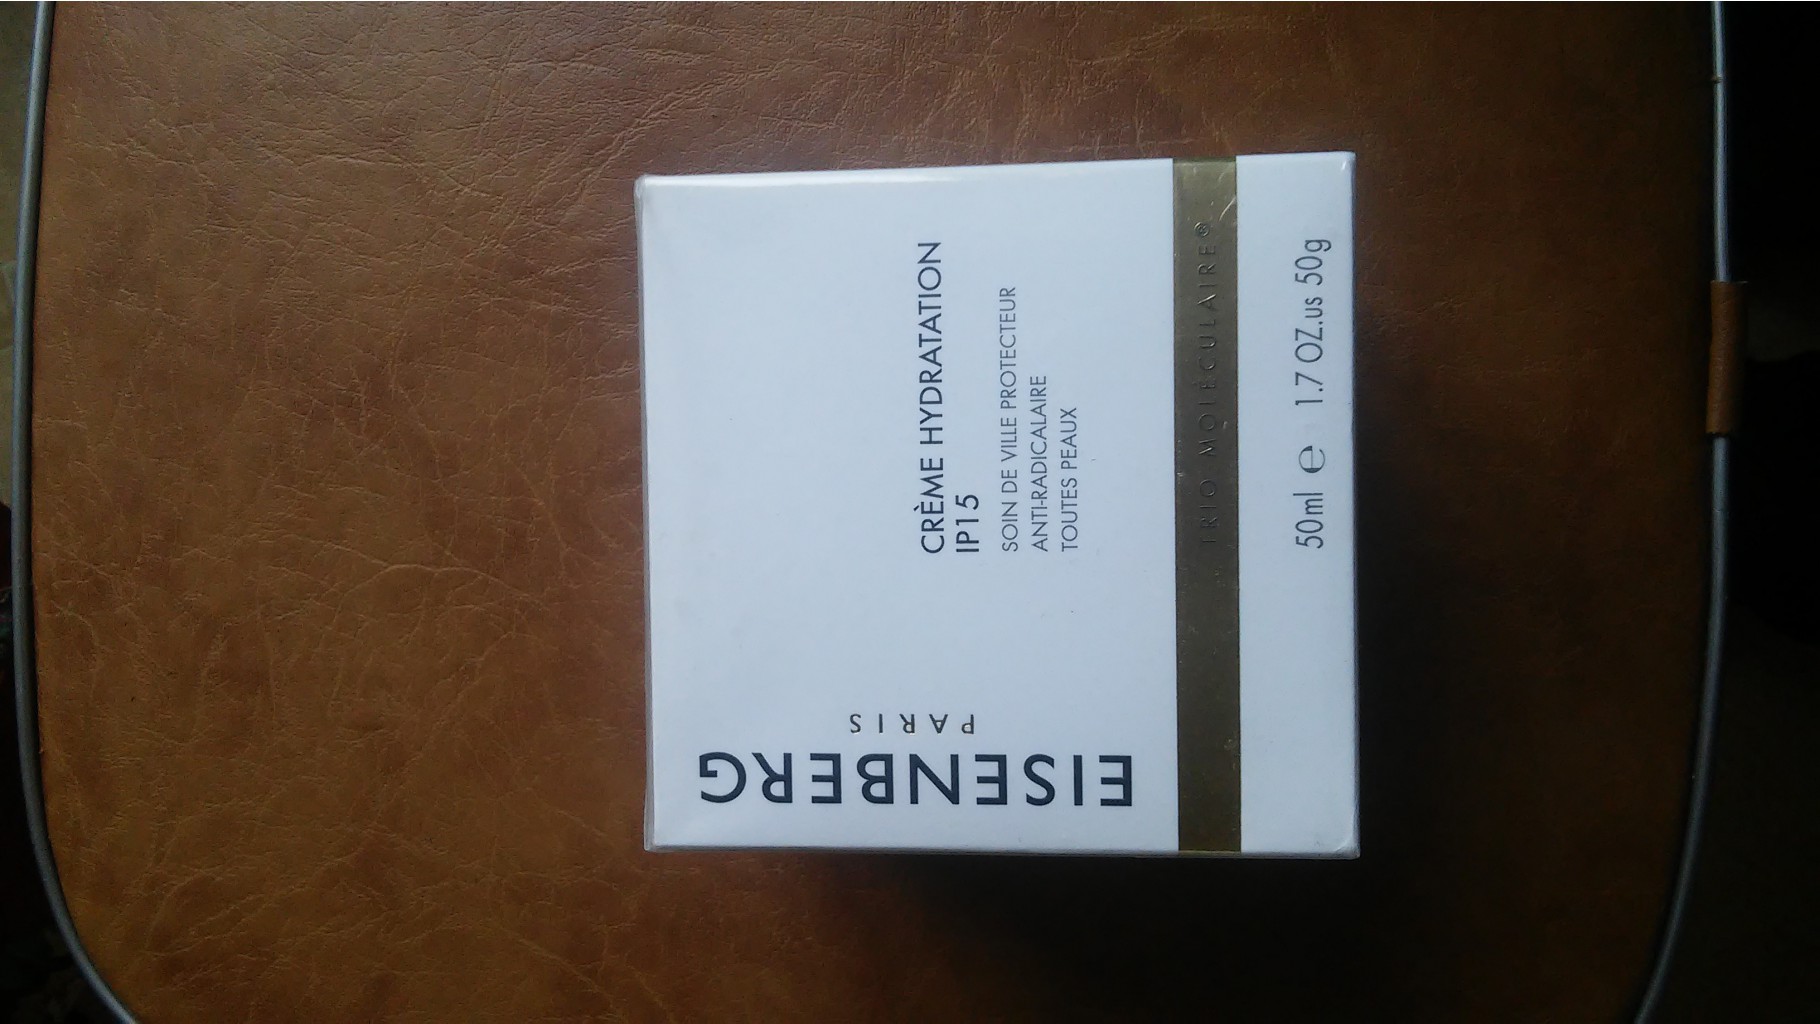 EISENBERG
PARIS
CRÈME HYDRATATION
IP15
SOIN DE VILLE PROTECTEUR
ANTI-RADICALAIRE
TOUTES PEAUX
TRIO MOLÉCULAIRE®
50ml ℮ 1.7 OZ.us 50g